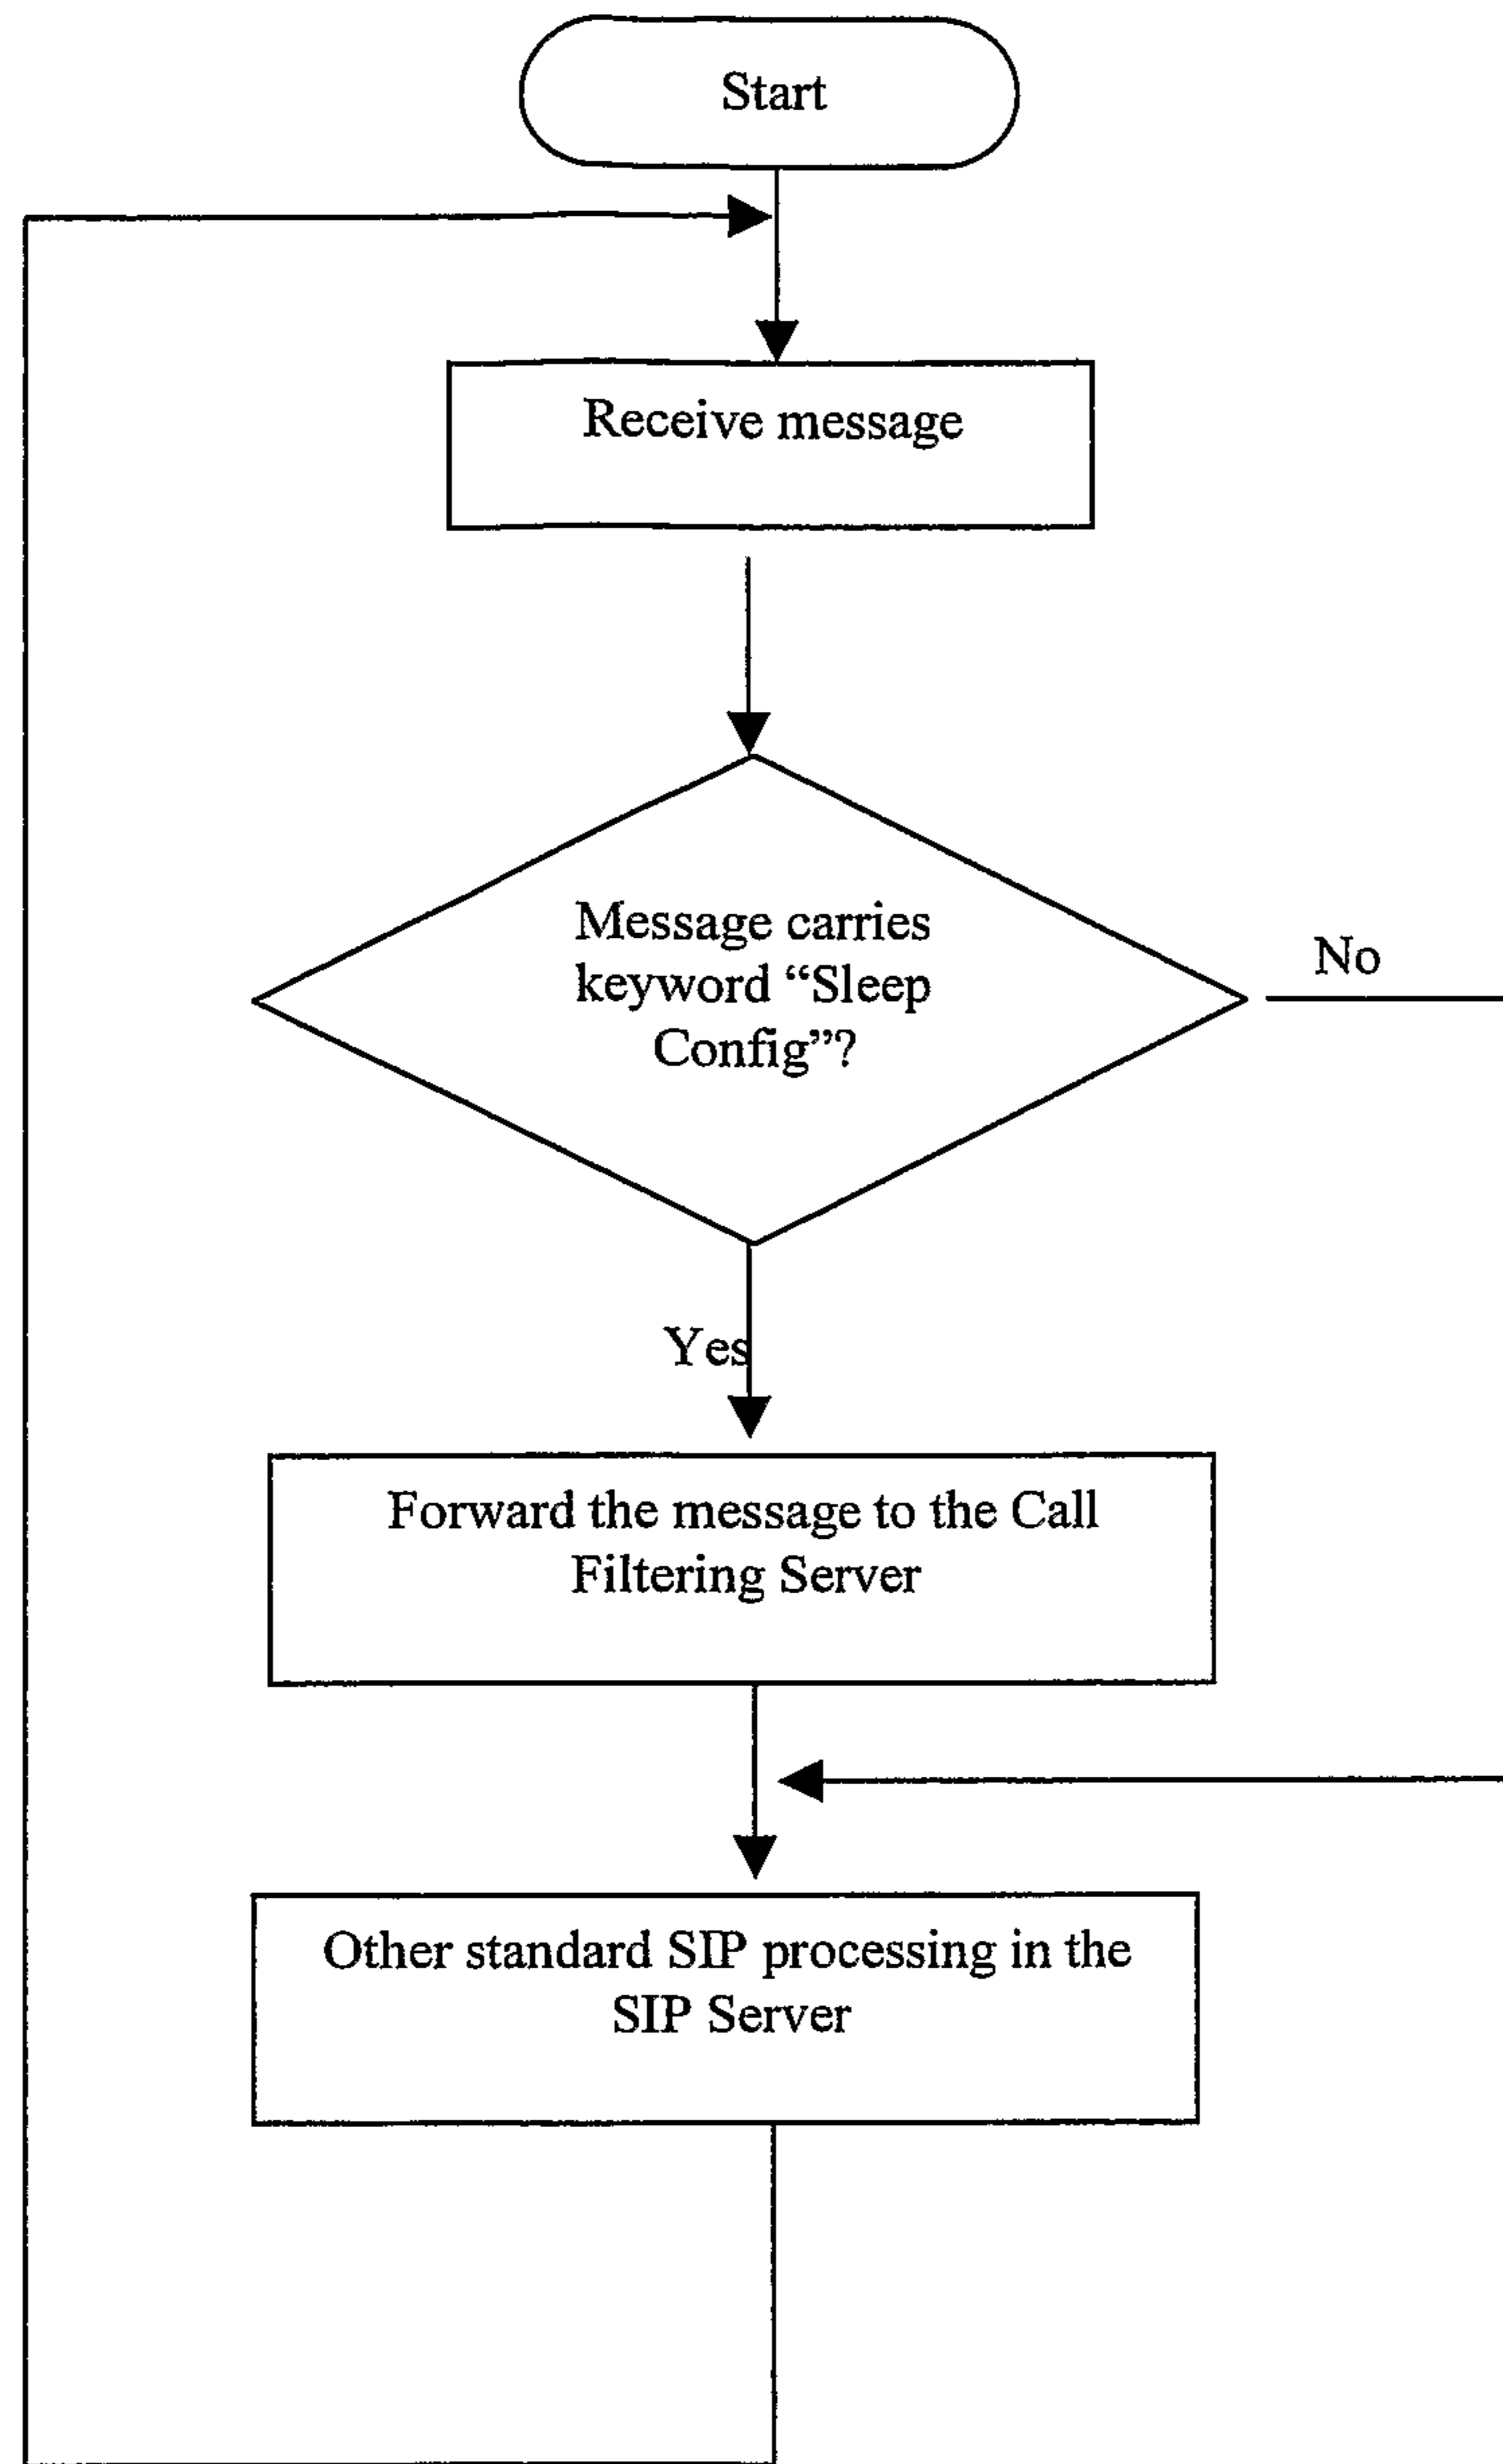 Start
Receive message
Message carries
keyword “Sleep
Config”?
No
Yes
Forward the message to the Call
Filtering Server
Other standard SIP processing in the
SIP Server